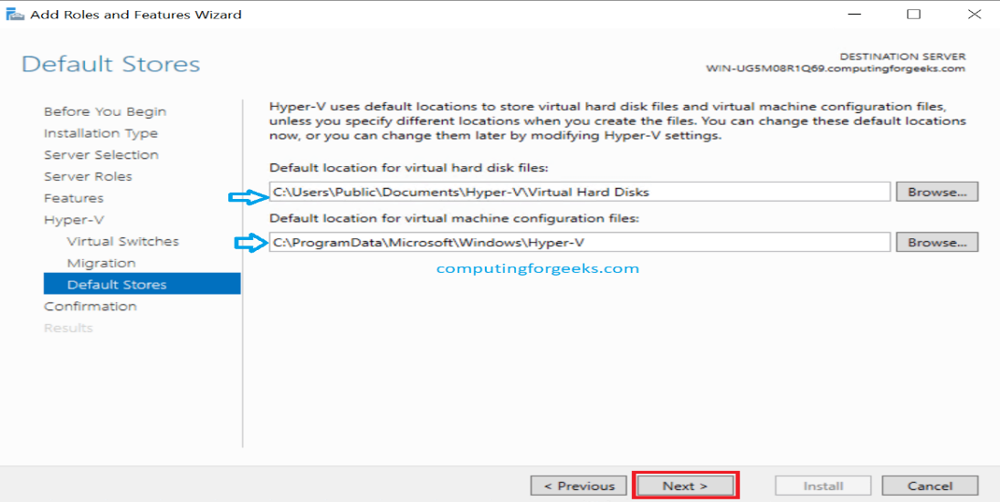 Add Roles and Features Wizard
Default Stores
DESTINATION SERVER
WIN-UG5M08R1Q69.computingforgeeks.com
Before You Begin
Installation Type
Server Selection
Server Roles
Features
Hyper-V
Virtual Switches
Migration
Default Stores
Confirmation
Results
Hyper-V uses default locations to store virtual hard disk files and virtual machine configuration files,
unless you specify different locations when you create the files. You can change these default locations
now, or you can change them later by modifying Hyper-V settings.
Default location for virtual hard disk files:
C:\Users\Public\Documents\Hyper-V\Virtual Hard Disks
Browse...
Default location for virtual machine configuration files:
C:\ProgramData\Microsoft\Windows\Hyper-V
Browse...
computingforgeeks.com
< Previous
Next >
Install
Cancel